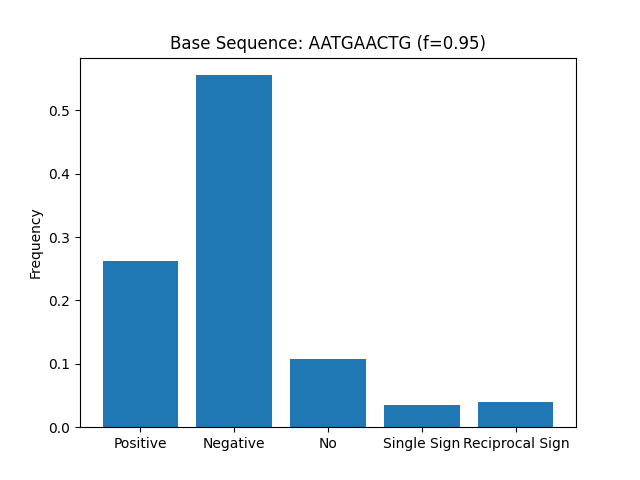 Base Sequence: AATGAACTG (f=0.95)
0.5
0.4
0.3
0.2
0.1
0.0
Frequency
Positive Negative No Single Sign Reciprocal Sign